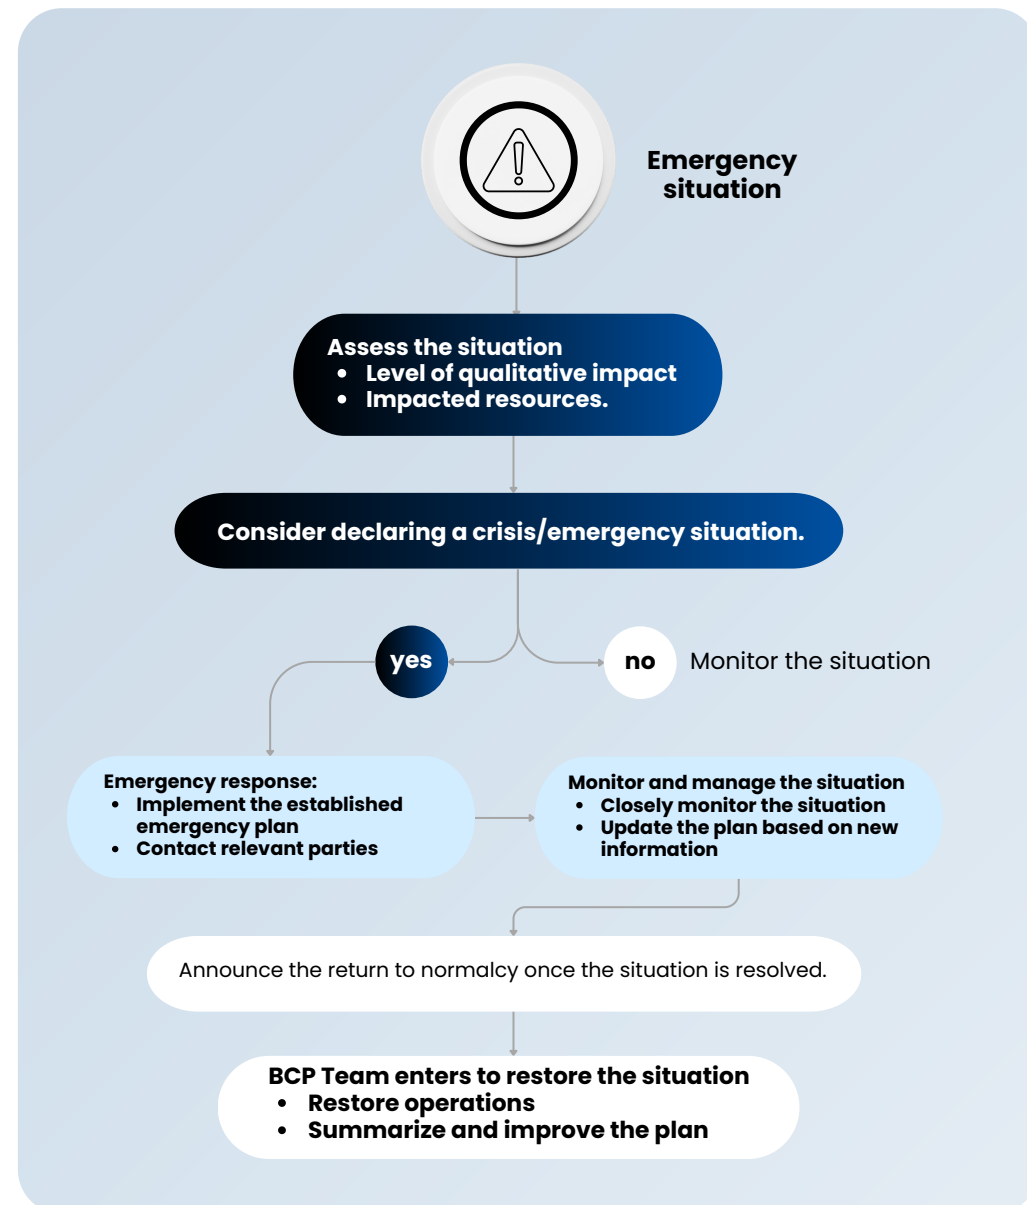 Emergency
situation
Assess the situation
• Level of qualitative impact
• Impacted resources.
Consider declaring a crisis/emergency situation.
yes
no
Monitor the situation
Emergency response:
• Implement the established
emergency plan
• Contact relevant parties
Monitor and manage the situation
• Closely monitor the situation
• Update the plan based on new
information
Announce the return to normalcy once the situation is resolved.
BCP Team enters to restore the situation
• Restore operations
• Summarize and improve the plan